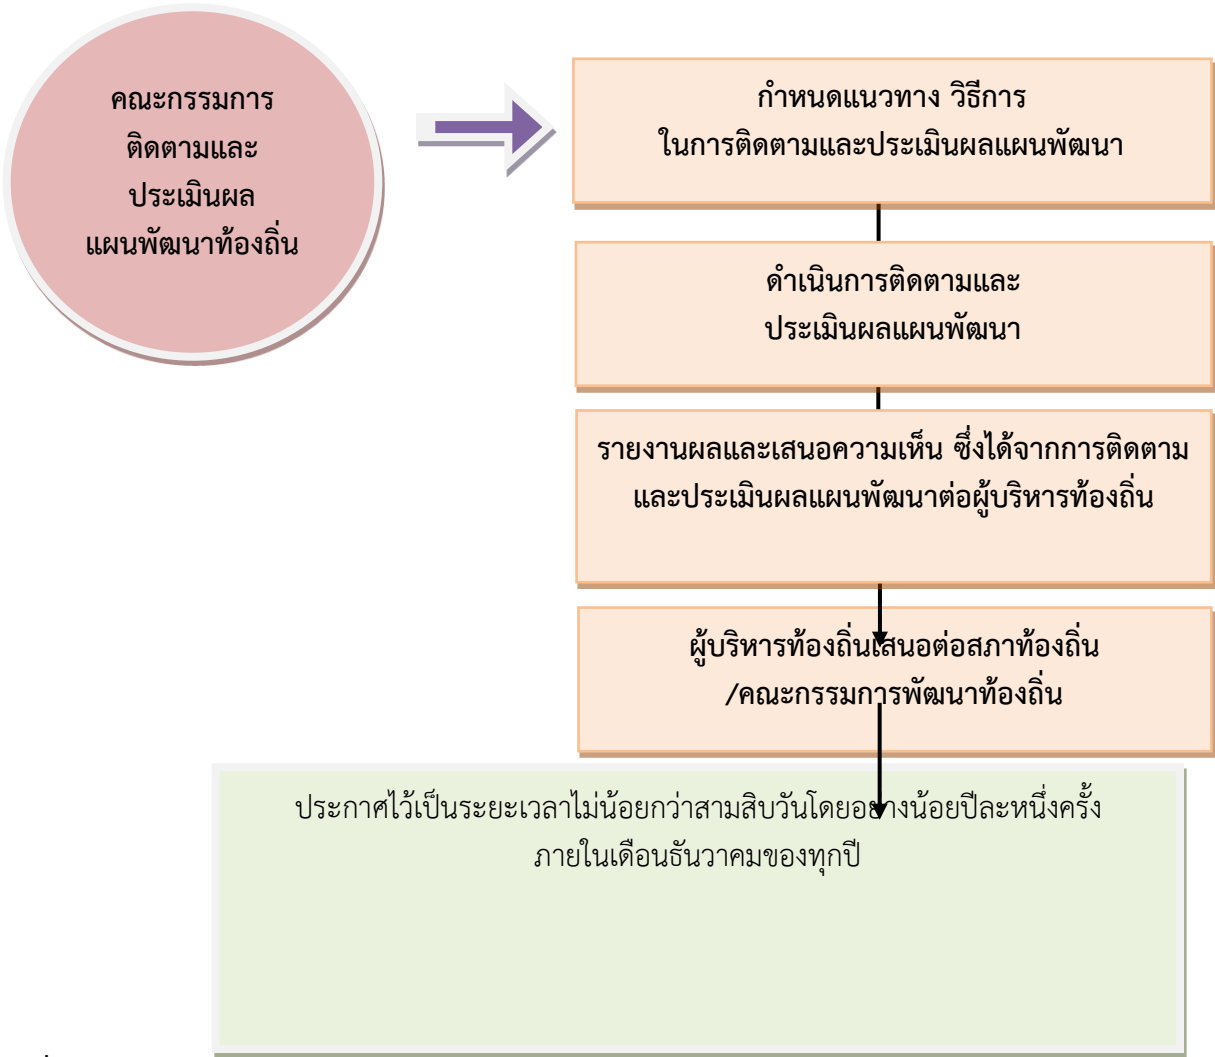 คณะกรรมการ
ติดตามและ
ประเมินผล
แผนพัฒนาท้องถิ่น
กำหนดแนวทาง วิธีการ
ในการติดตามและประเมินผลแผนพัฒนา
ดำเนินการติดตามและ
ประเมินผลแผนพัฒนา
รายงานผลและเสนอความเห็น ซึ่งได้จากการติดตาม
และประเมินผลแผนพัฒนาต่อผู้บริหารท้องถิ่น
ผู้บริหารท้องถิ่นเสนอต่อสภาท้องถิ่น
/คณะกรรมการพัฒนาท้องถิ่น
ประกาศไว้เป็นระยะเวลาไม่น้อยกว่าสามสิบวันโดยอย่างน้อยปีละหนึ่งครั้ง
ภายในเดือนธันวาคมของทุกปี